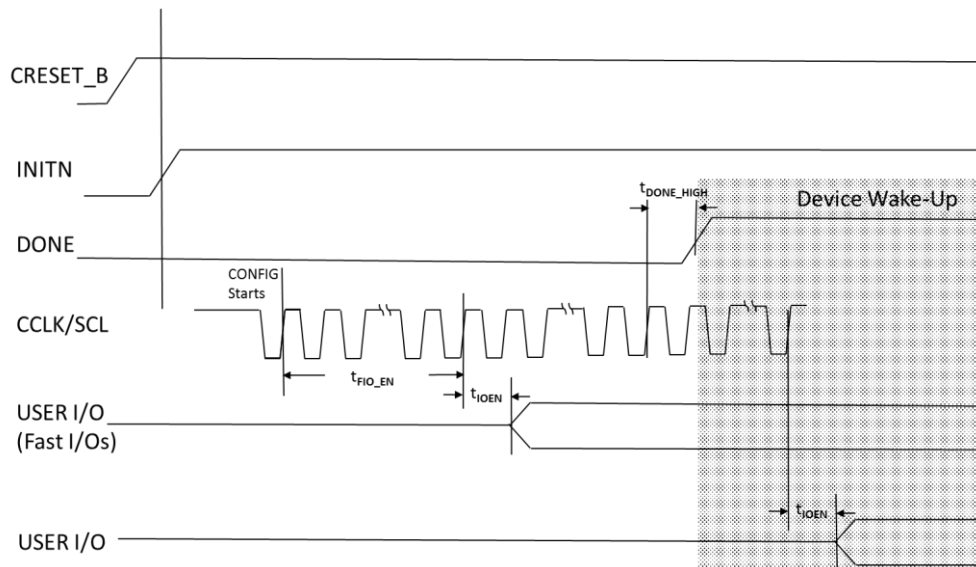 CRESET_B
INITN
tDONE_HIGH
Device Wake-Up
DONE
CONFIG
Starts
CCLK/SCL
tFIO_EN
tIOEN
USER I/O
(Fast I/Os)
tIOEN
USER I/O